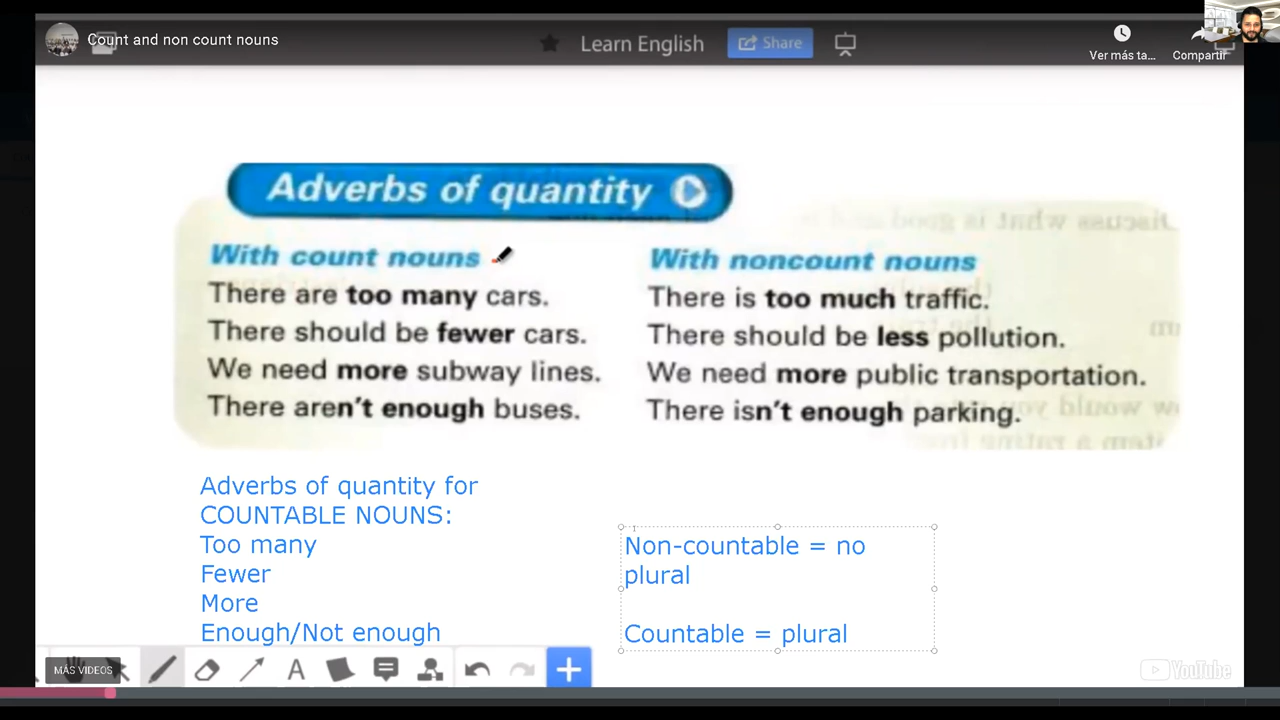 Count and non count nouns
Learn English
Share
Ver más ta...
Compartir
Adverbs of quantity
With count nouns
There are too many cars.
There should be fewer cars.
We need more subway lines.
There aren't enough buses.
With noncount nouns
There is too much traffic.
There should be less pollution.
We need more public transportation.
There isn't enough parking.
Adverbs of quantity for
COUNTABLE NOUNS:
Too many
Fewer
More
Enough/Not enough
Non-countable = no
plural
Countable = plural
A
MÁS VIDEOS
YouTube